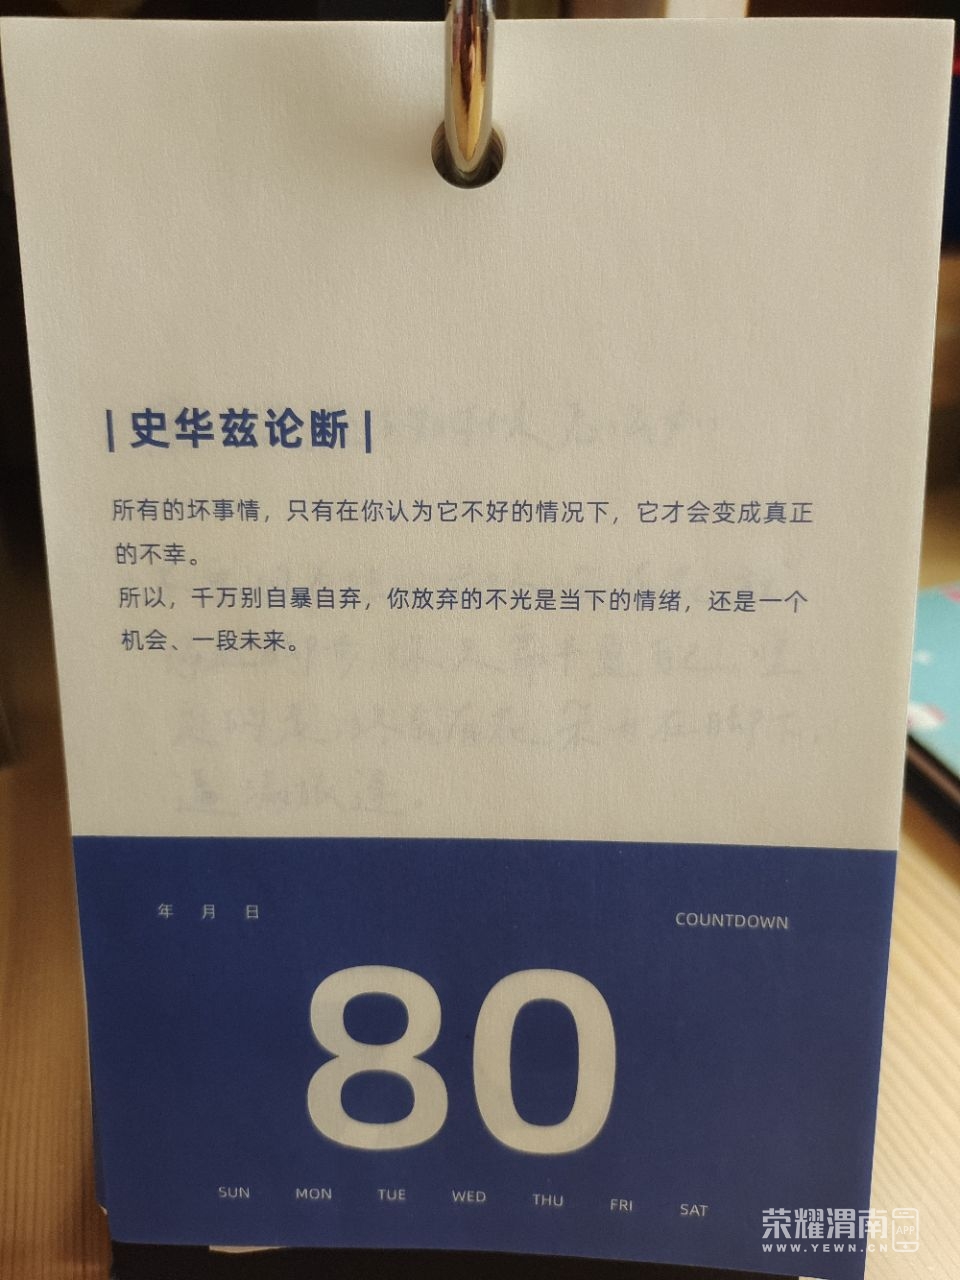 |史华兹论断|
所有的坏事情，只有在你认为它不好的情况下，它才会变成真正
的不幸。
所以，千万别自暴自弃，你放弃的不光是当下的情绪，还是一个
机会、一段未来。
年 月 日
COUNTDOWN
80
SUN MON TUE WED THU FRI SAT
荣耀渭南 APP
WWW.YEWN.CN